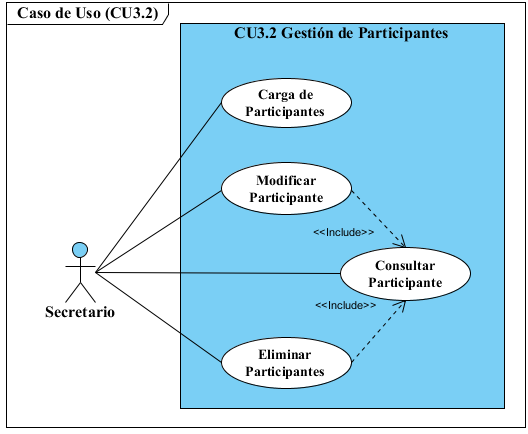 Caso de Uso (CU3.2)
CU3.2 Gestión de Participantes
Carga de
Participantes
Modificar
Participante
<<Include>>
Consultar
Participante
<<Include>>
Secretario
Eliminar
Participantes